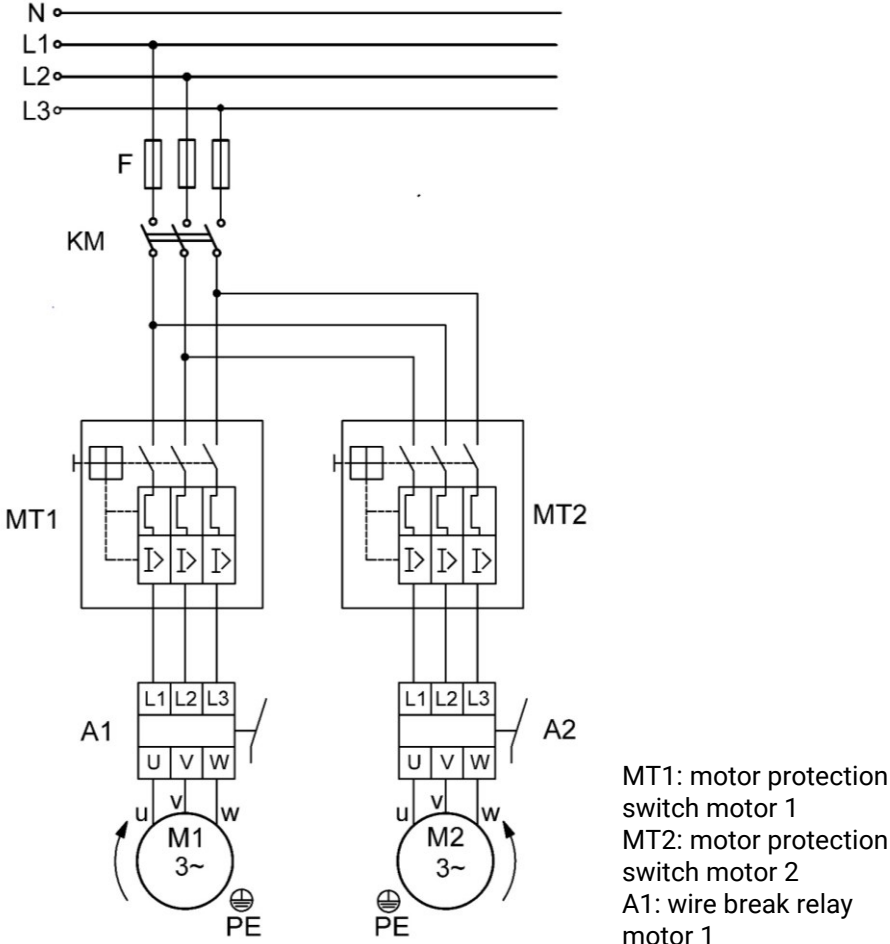 N
L1
L2
L3
F
KM
MT1
MT2
I> I> I>
I> I> I>
L1 L2 L3
L1 L2 L3
A1
A2
U V W
U V W
u v w
u v w
M1
3~
M2
3~
PE
PE
MT1: motor protection
switch motor 1
MT2: motor protection
switch motor 2
A1: wire break relay
motor 1